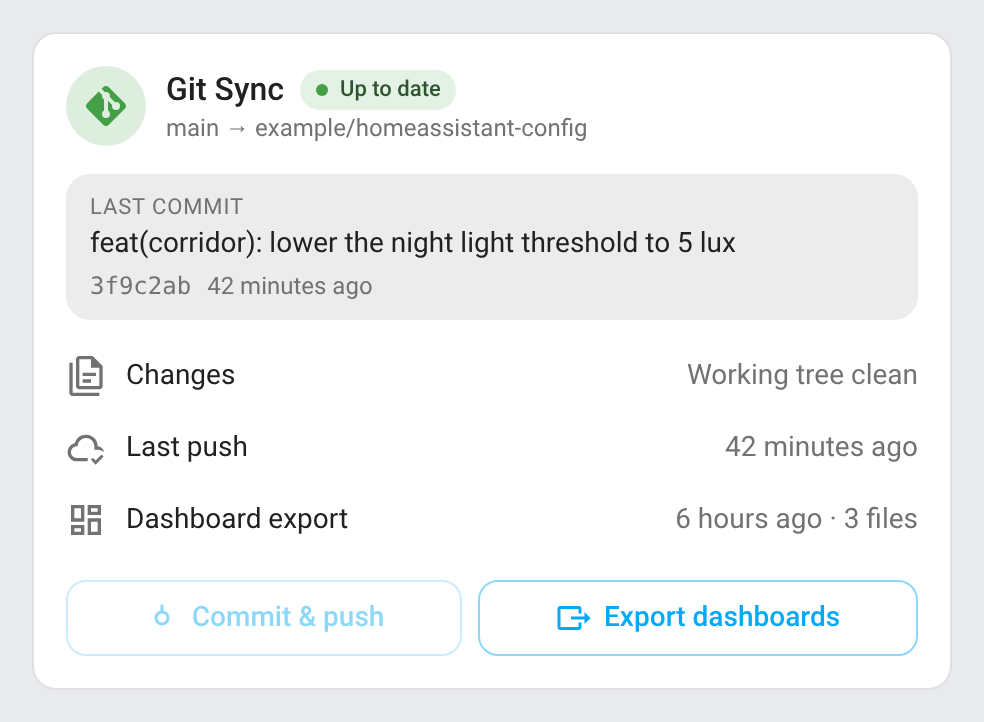 Git Sync
Up to date
main → example/homeassistant-config
LAST COMMIT
feat(corridor): lower the night light threshold to 5 lux
3f9c2ab 42 minutes ago
Changes Working tree clean
Last push 42 minutes ago
Dashboard export 6 hours ago · 3 files
Commit & push
Export dashboards